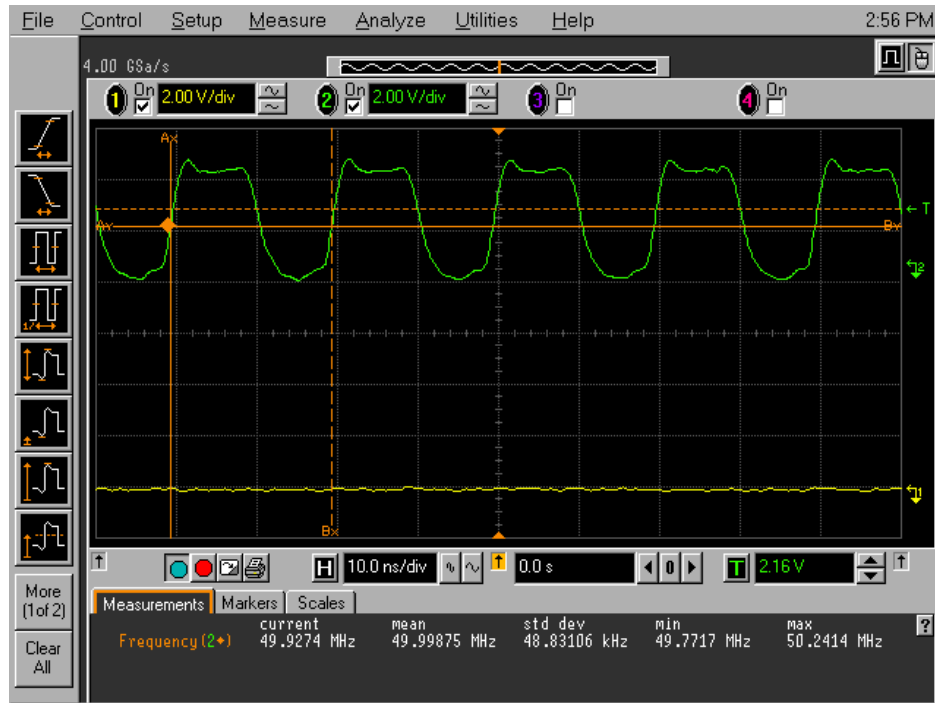 File Control Setup Measure Analyze Utilities Help 2:56 PM
4.00 GSa/s
1 On 2.00 V/div 2 On 2.00 V/div 3 On 4 On
Ax
T
Ax Bx
2
1/
1
Bx
H 10.0 ns/div T 0.0 s 0 T 2.16 V
More
(1of 2)
Clear
All
Measurements Markers Scales
current mean std dev min max ?
Frequency(2) 49.9274 MHz 49.99875 MHz 48.83106 kHz 49.7717 MHz 50.2414 MHz